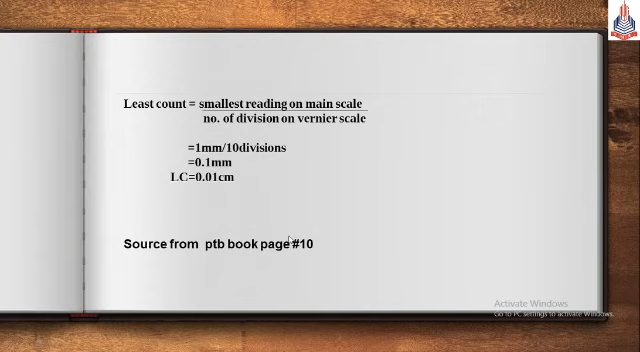 Least count = smallest reading on main scale
no. of division on vernier scale
=1mm/10divisions
=0.1mm
LC=0.01cm
Source from ptb book page #10
Activate Windows
Go to PC settings to activate Windows.